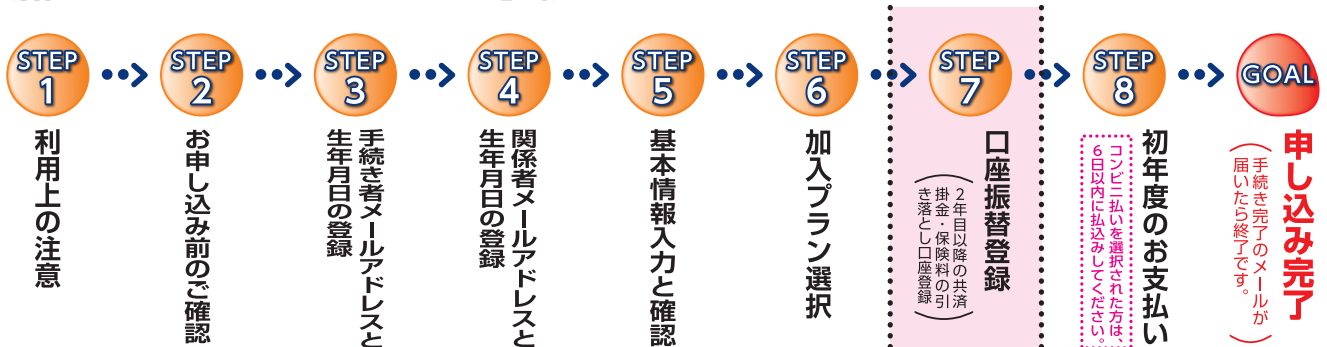 STEP
1
利用上の注意
STEP
2
お申し込み前のご確認
STEP
3
手続き者メールアドレスと
生年月日の登録
STEP
4
関係者メールアドレスと
生年月日の登録
STEP
5
基本情報入力と確認
STEP
6
加入プラン選択
STEP
7
口座振替登録
(2年目以降の共済
掛金・保険料の引
き落とし口座登録)
STEP
8
初年度のお支払い
コンビニ払いを選択された方は、
6日以内に払込みしてください。
GOAL
申し込み完了
(手続き完了のメールが
届いたら終了です。)